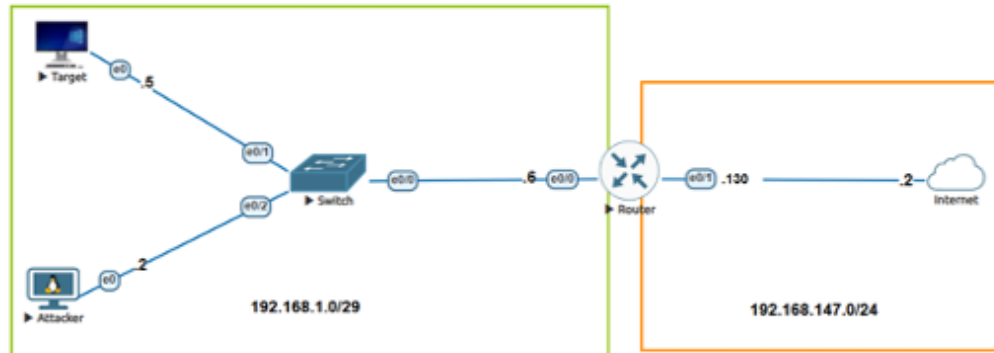 ▶ Target
e0
.5
e0/1
e0/2
▶ Switch
e0/0
.6
e0/0
▶ Router
e0/1
.130
.2
Internet
e0
.2
▶ Attacker
192.168.1.0/29
192.168.147.0/24